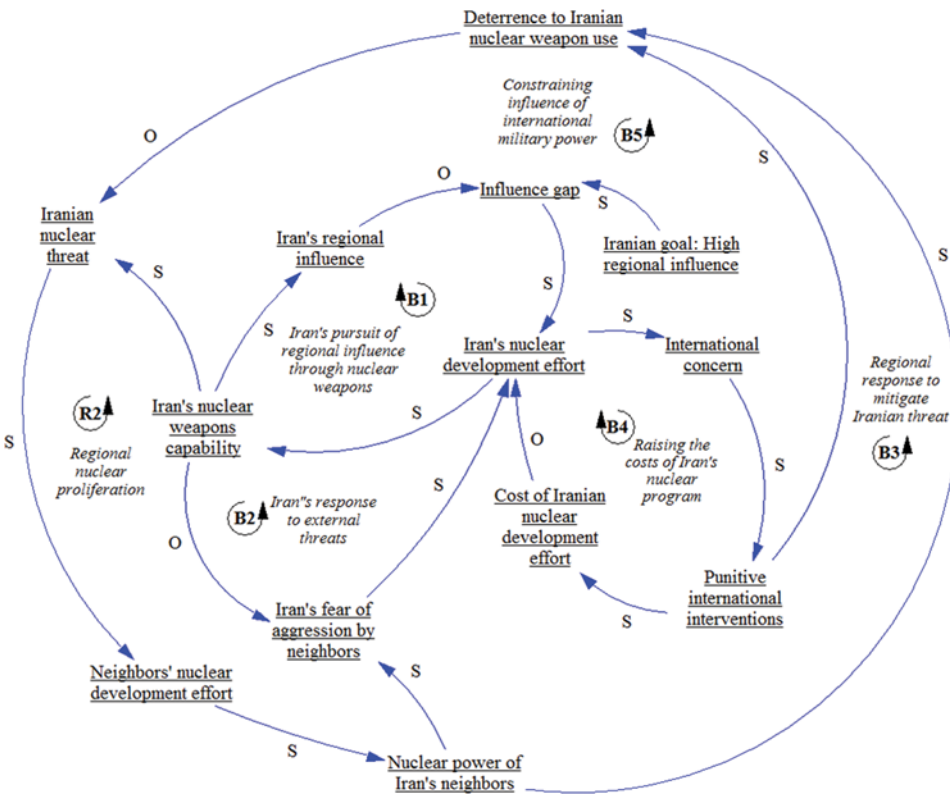 Deterrence to Iranian
nuclear weapon use
Constraining
influence of
international
military power
B5
O
S
O
Influence gap
S
Iranian
nuclear
threat
Iran's regional
influence
Iranian goal: High
regional influence
S
S
S
B1
S
S
Iran's pursuit of
regional influence
through nuclear
weapons
Iran's nuclear
development effort
International
concern
Regional
response to
mitigate
Iranian threat
B3
R2
Regional
nuclear
proliferation
Iran's nuclear
weapons
capability
S
B4
Raising the
costs of Iran's
nuclear
program
O
S
S
S
B2
Iran"s response
to external
threats
Cost of Iranian
nuclear
development
effort
O
Punitive
international
interventions
S
Iran's fear of
aggression by
neighbors
Neighbors' nuclear
development effort
S
S
Nuclear power of
Iran's neighbors